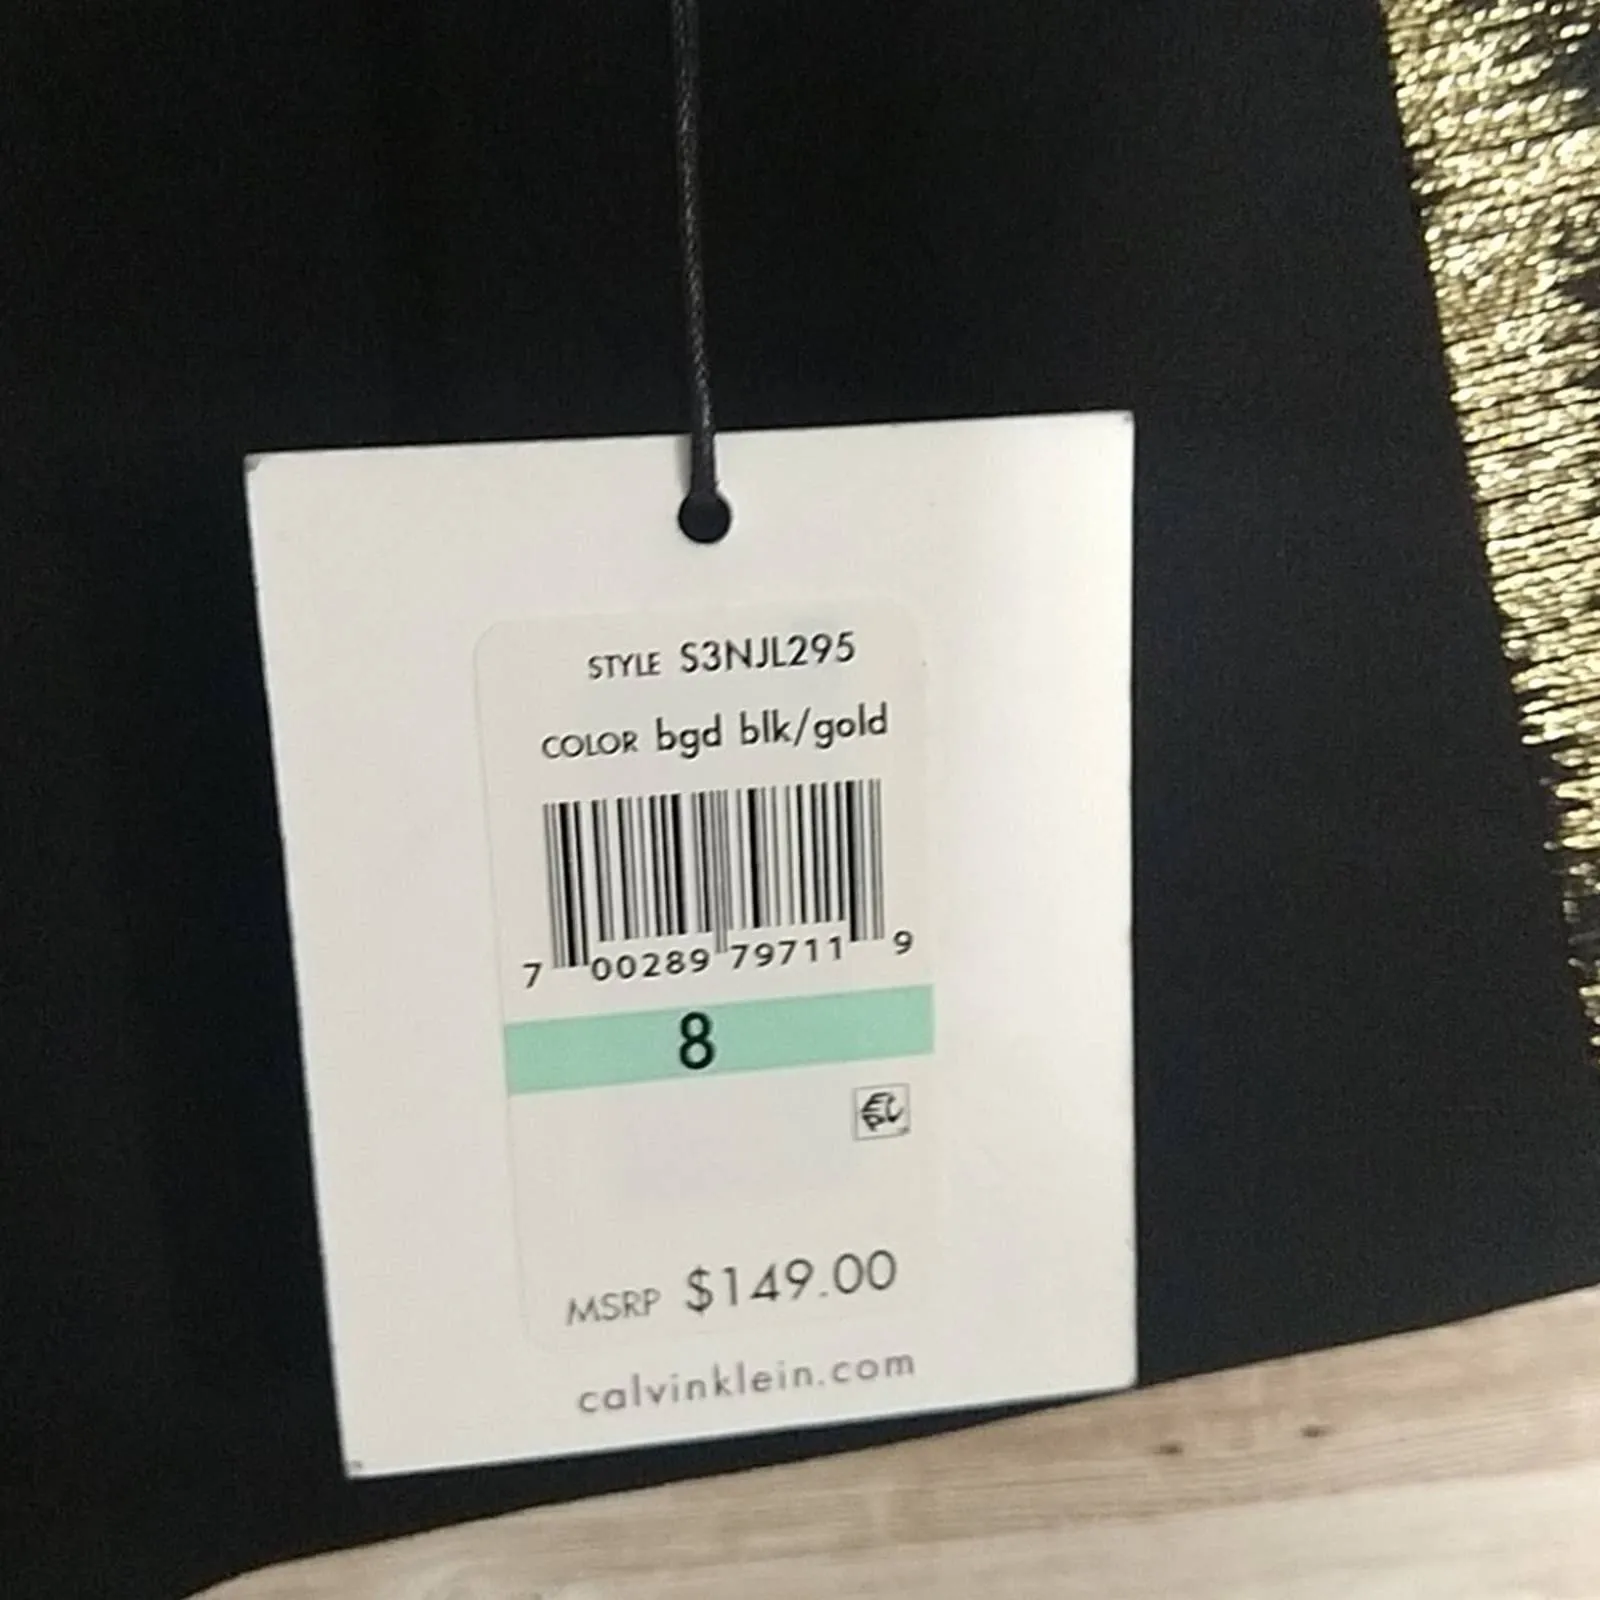 STYLE S3NJL295
COLOR bgd blk/gold
7 00289 79711 9
8
MSRP $149.00
calvinklein.com